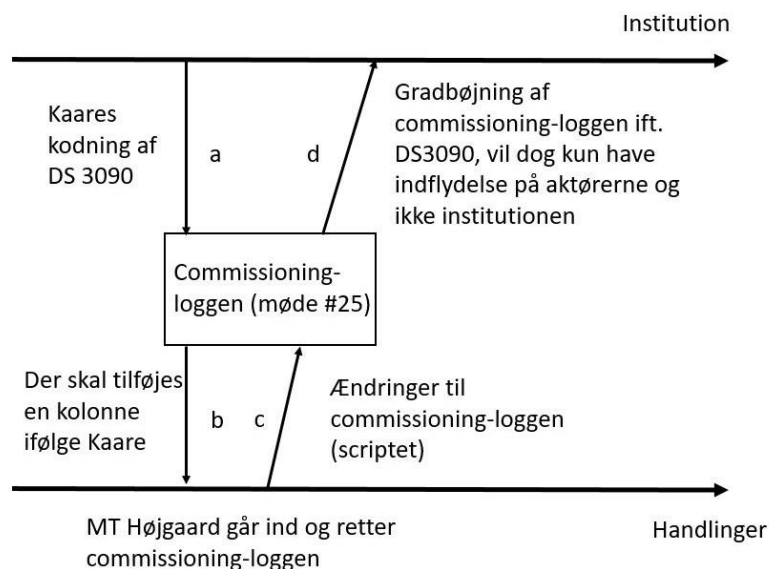 Institution
Kaares
kodning af
DS 3090
a
d
Gradbøjning af
commissioning-loggen ift.
DS3090, vil dog kun have
indflydelse på aktørerne og
ikke institutionen
Commissioning-
loggen (møde #25)
Der skal tilføjes
en kolonne
ifølge Kaare
b
c
Ændringer til
commissioning-loggen
(scriptet)
MT Højgaard går ind og retter
commissioning-loggen
Handlinger